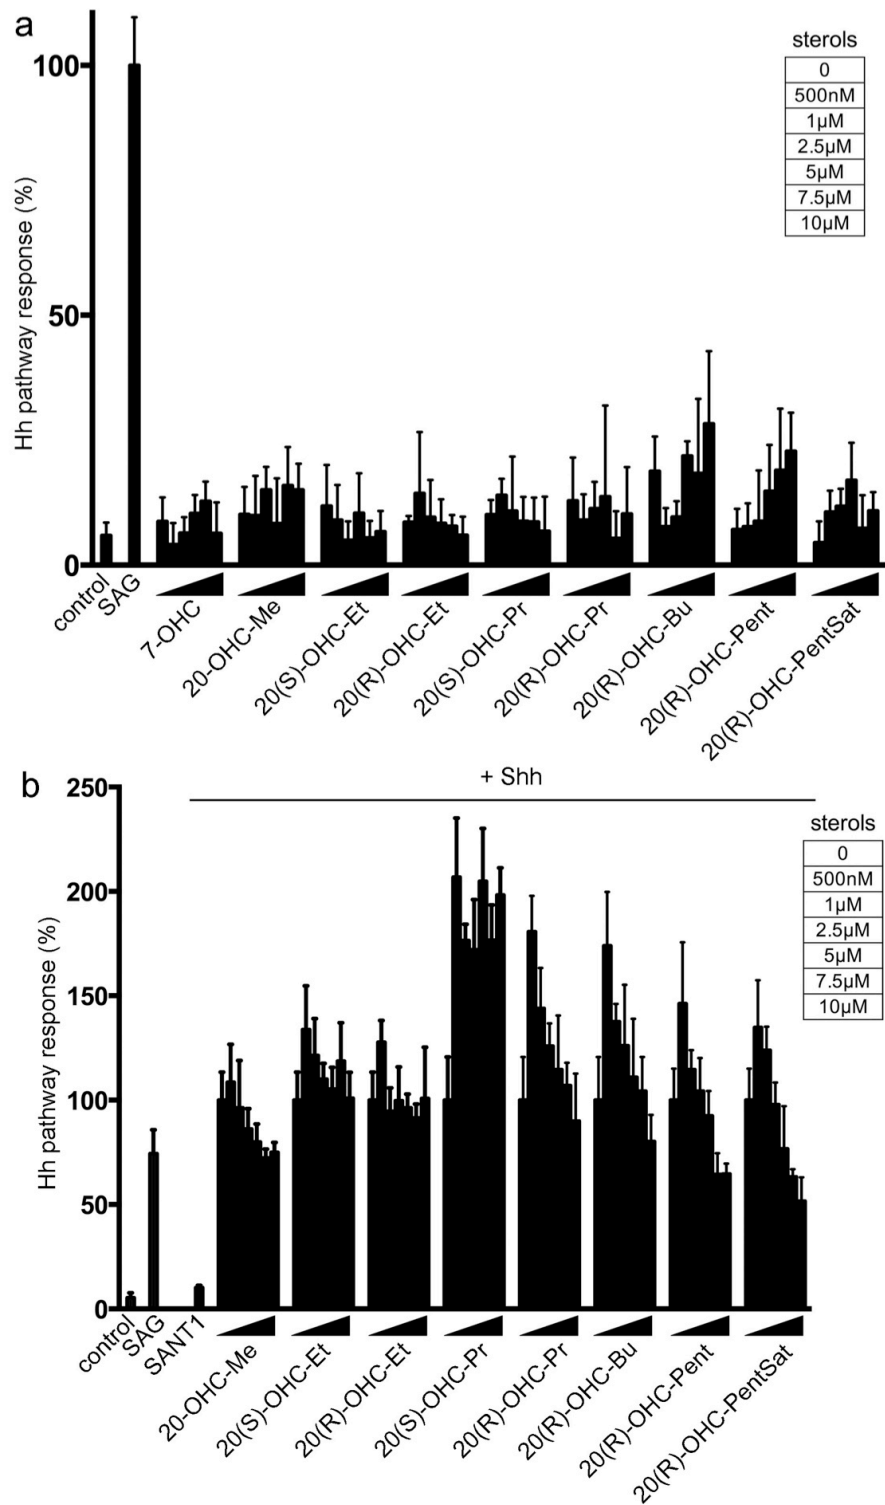 a
sterols
0
500nM
1µM
2.5µM
5µM
7.5µM
10µM
Hh pathway response (%)
100
50
0
control
SAG
7-OHC
20-OHC-Me
20(S)-OHC-Et
20(R)-OHC-Et
20(S)-OHC-Pr
20(R)-OHC-Pr
20(R)-OHC-Bu
20(R)-OHC-Pent
20(R)-OHC-PentSat
b
+ Shh
sterols
0
500nM
1µM
2.5µM
5µM
7.5µM
10µM
Hh pathway response (%)
250
200
150
100
50
0
control
SAG
SANT1
20-OHC-Me
20(S)-OHC-Et
20(R)-OHC-Et
20(S)-OHC-Pr
20(R)-OHC-Pr
20(R)-OHC-Bu
20(R)-OHC-Pent
20(R)-OHC-PentSat